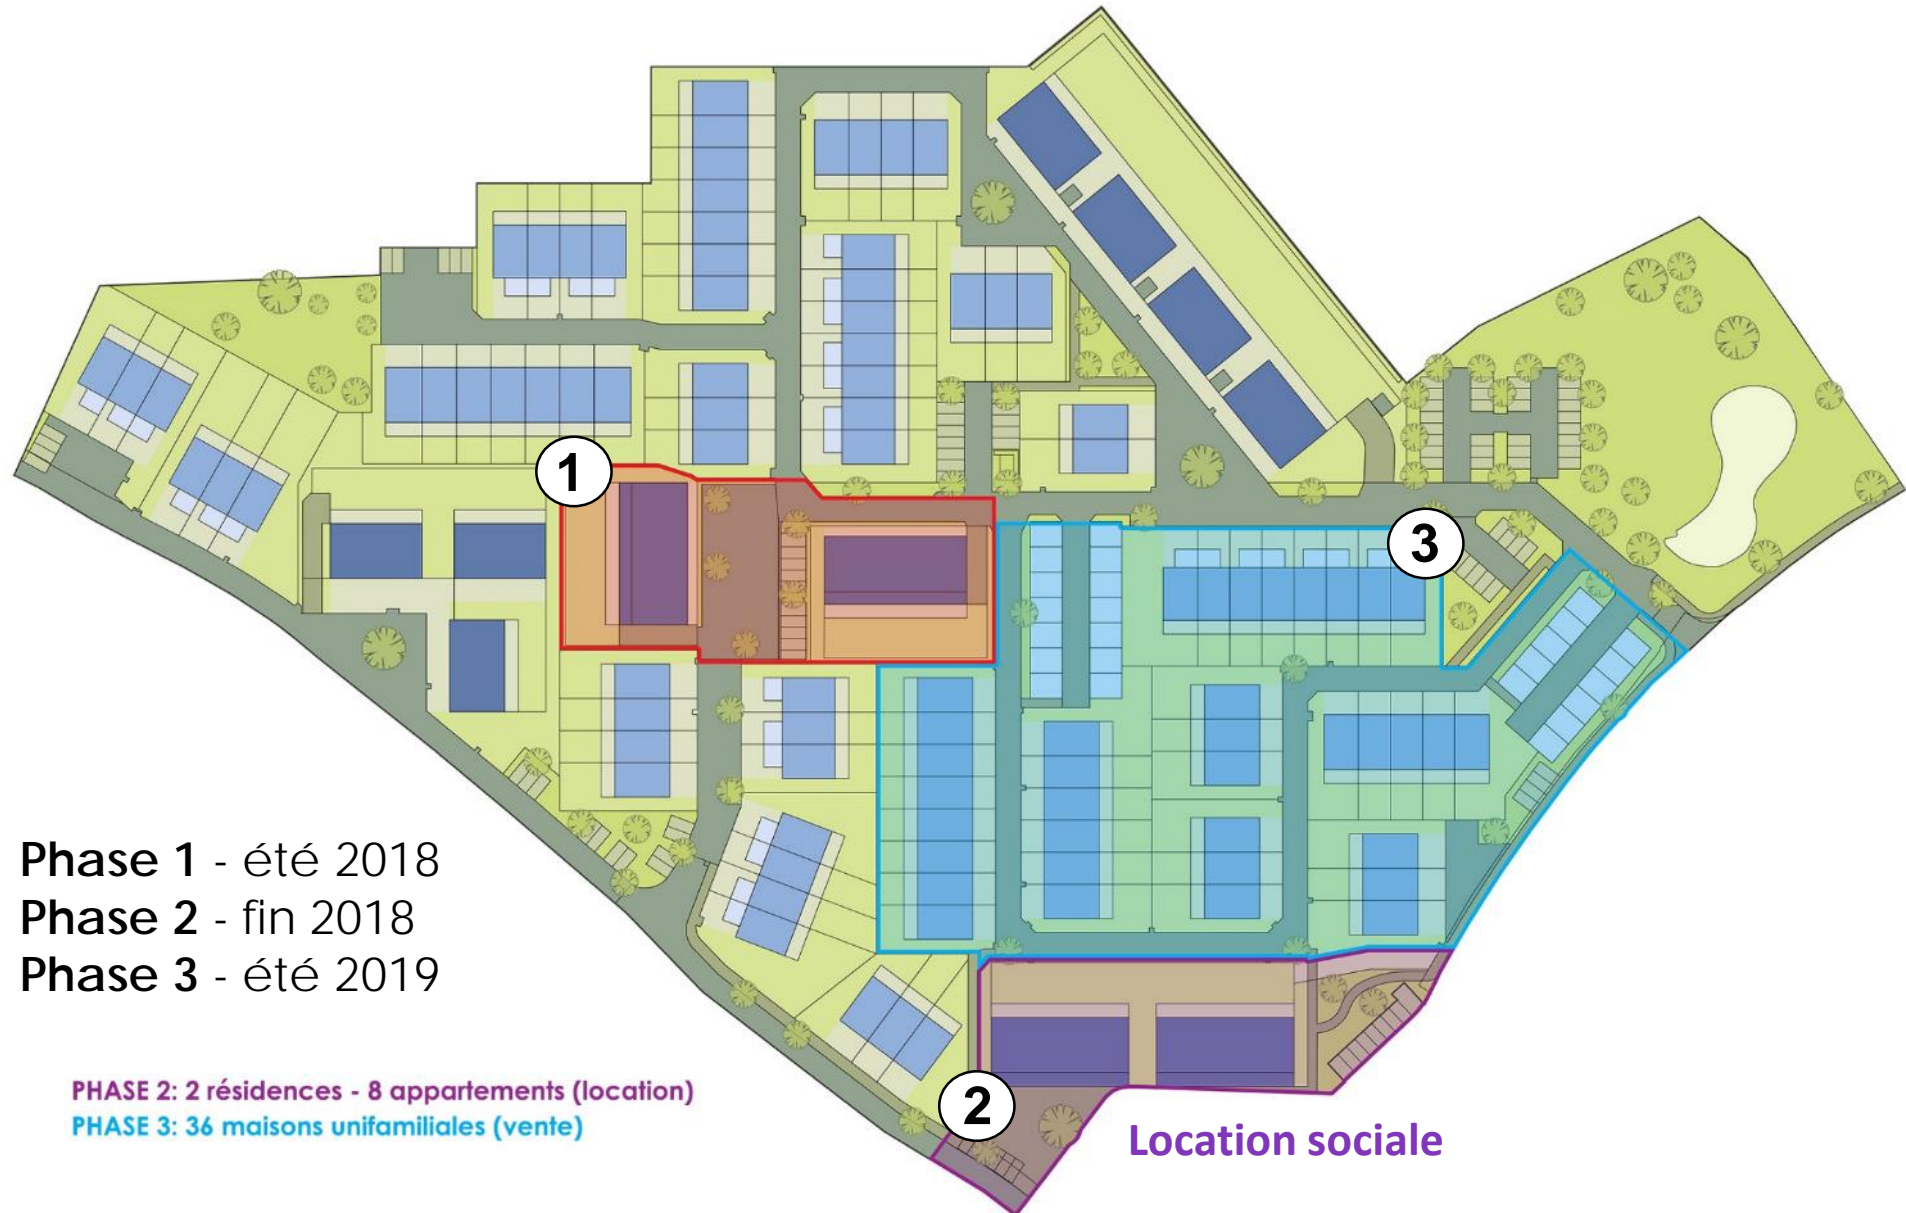 1
3
Phase 1 - été 2018
Phase 2 - fin 2018
Phase 3 - été 2019
PHASE 2: 2 résidences - 8 appartements (location)
PHASE 3: 36 maisons unifamiliales (vente)
2
Location sociale